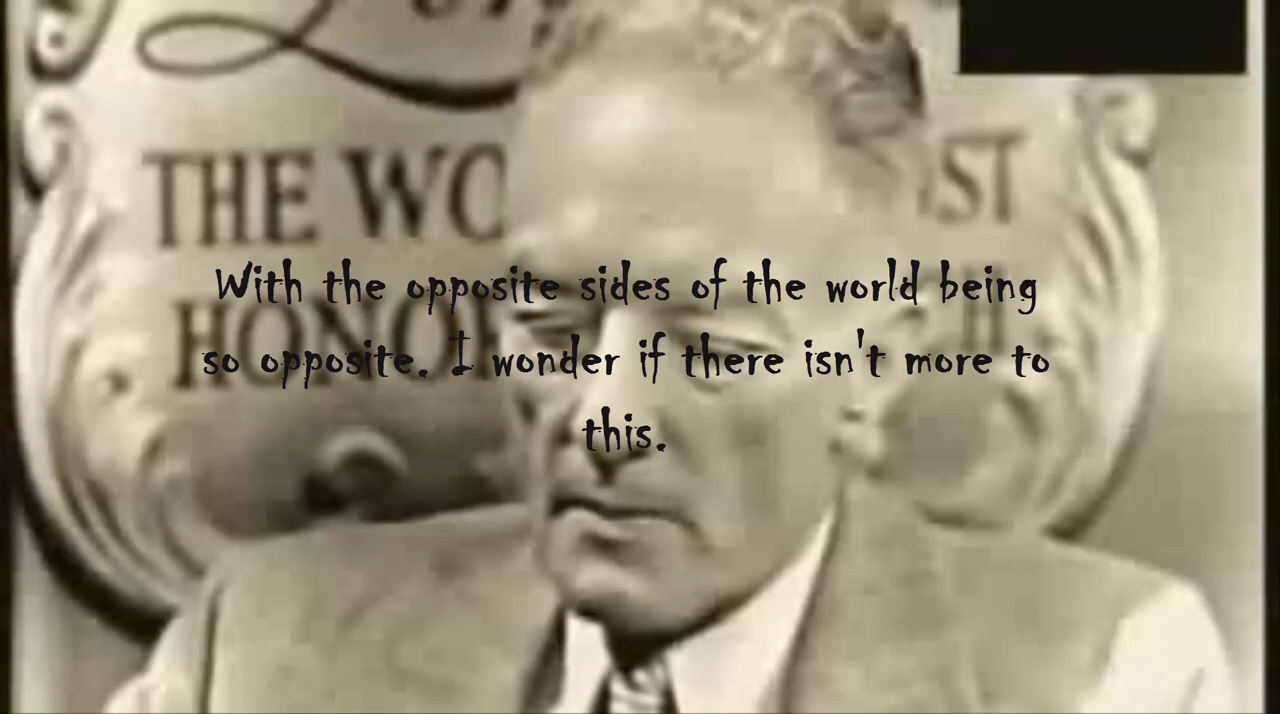 THE WO
ST
HONO
With the opposite sides of the world being
so opposite. I wonder if there isn't more to
this.